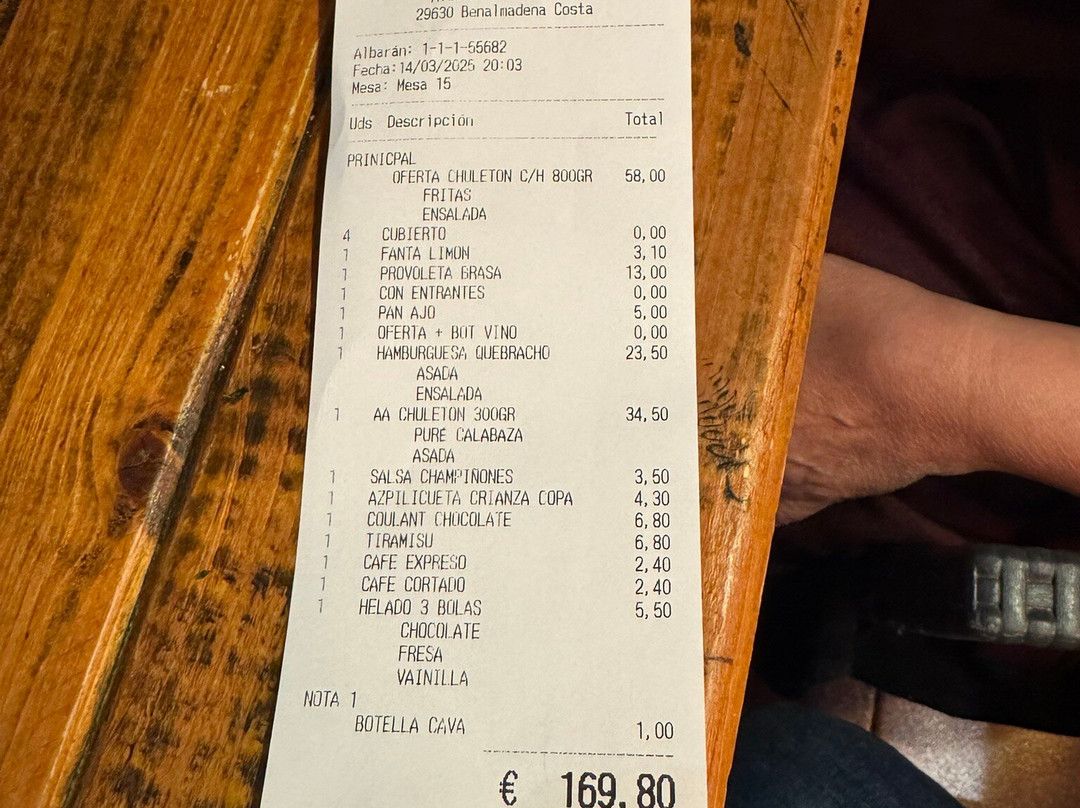 29630 Benalmadena Costa
Albarán: 1-1-1-55682
Fecha:14/03/2025 20:03
Mesa: Mesa 15
Uds Descripción Total
PRINICPAL
OFERTA CHULETON C/H 800GR 58,00
FRITAS
ENSALADA
4 CUBIERTO 0,00
1 FANTA LIMON 3,10
1 PROVOLETA BRASA 13,00
1 CON ENTRANTES 0,00
1 PAN AJO 5,00
1 OFERTA + BOT VINO 0,00
1 HAMBURGUESA QUEBRACHO 23,50
ASADA
ENSALADA
1 AA CHULETON 300GR 34,50
PURE CALABAZA
ASADA
1 SALSA CHAMPIÑONES 3,50
1 AZPILICUETA CRIANZA COPA 4,30
1 COULANT CHOCOLATE 6,80
1 TIRAMISU 6,80
1 CAFE EXPRESO 2,40
1 CAFE CORTADO 2,40
1 HELADO 3 BOLAS 5,50
CHOCOLATE
FRESA
VAINILLA
NOTA 1
BOTELLA CAVA 1,00
€ 169,80